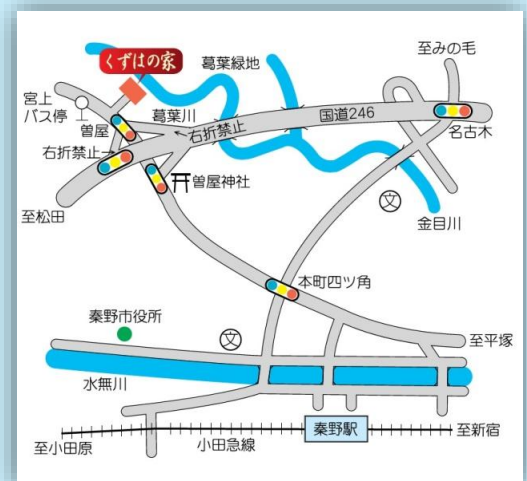 くずはの家
葛葉緑地
至みの毛
宮上
バス停
曽屋
葛葉川
右折禁止
国道246
名古木
右折禁止
曽屋神社
文
至松田
金目川
本町四ツ角
秦野市役所
文
至平塚
水無川
秦野駅
至小田原
小田急線
至新宿